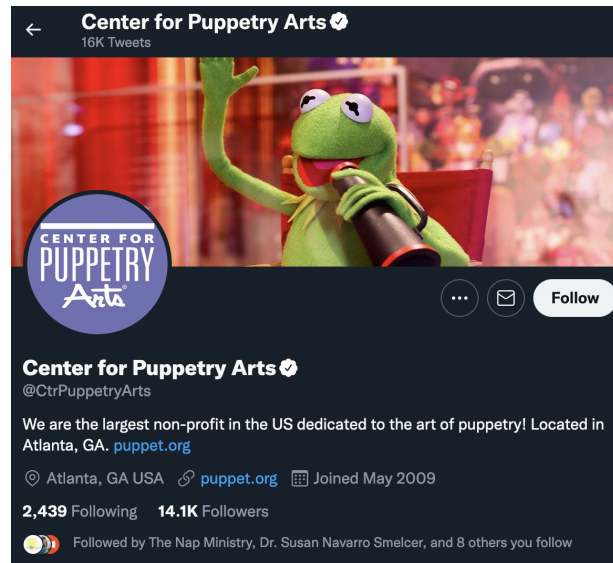 Center for Puppetry Arts
16K Tweets
CENTER FOR
PUPPETRY
Arts®
Follow
Center for Puppetry Arts
@CtrPuppetryArts
We are the largest non-profit in the US dedicated to the art of puppetry! Located in
Atlanta, GA. puppet.org
Atlanta, GA USA puppet.org Joined May 2009
2,439 Following 14.1K Followers
Followed by The Nap Ministry, Dr. Susan Navarro Smelcer, and 8 others you follow